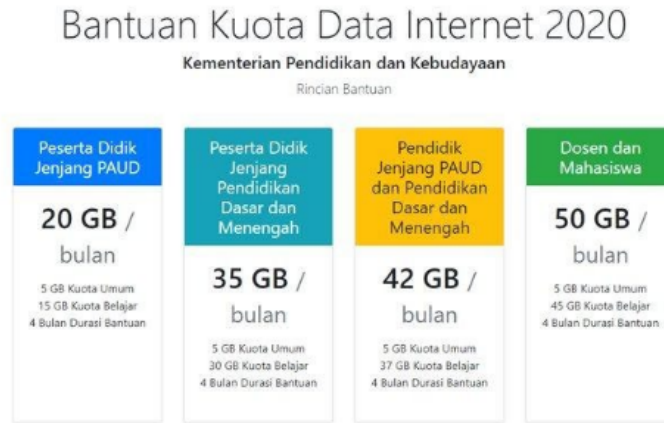 Bantuan Kuota Data Internet 2020
Kementerian Pendidikan dan Kebudayaan
Rincian Bantuan
Peserta Didik
Jenjang PAUD
20 GB /
bulan
5 GB Kuota Umum
15 GB Kuota Belajar
4 Bulan Durasi Bantuan
Peserta Didik
Jenjang
Pendidikan
Dasar dan
Menengah
35 GB /
bulan
5 GB Kuota Umum
30 GB Kuota Belajar
4 Bulan Durasi Bantuan
Pendidik
Jenjang PAUD
dan Pendidikan
Dasar dan
Menengah
42 GB /
bulan
5 GB Kuota Umum
37 GB Kuota Belajar
4 Bulan Durasi Bantuan
Dosen dan
Mahasiswa
50 GB /
bulan
5 GB Kuota Umum
45 GB Kuota Belajar
4 Bulan Durasi Bantuan